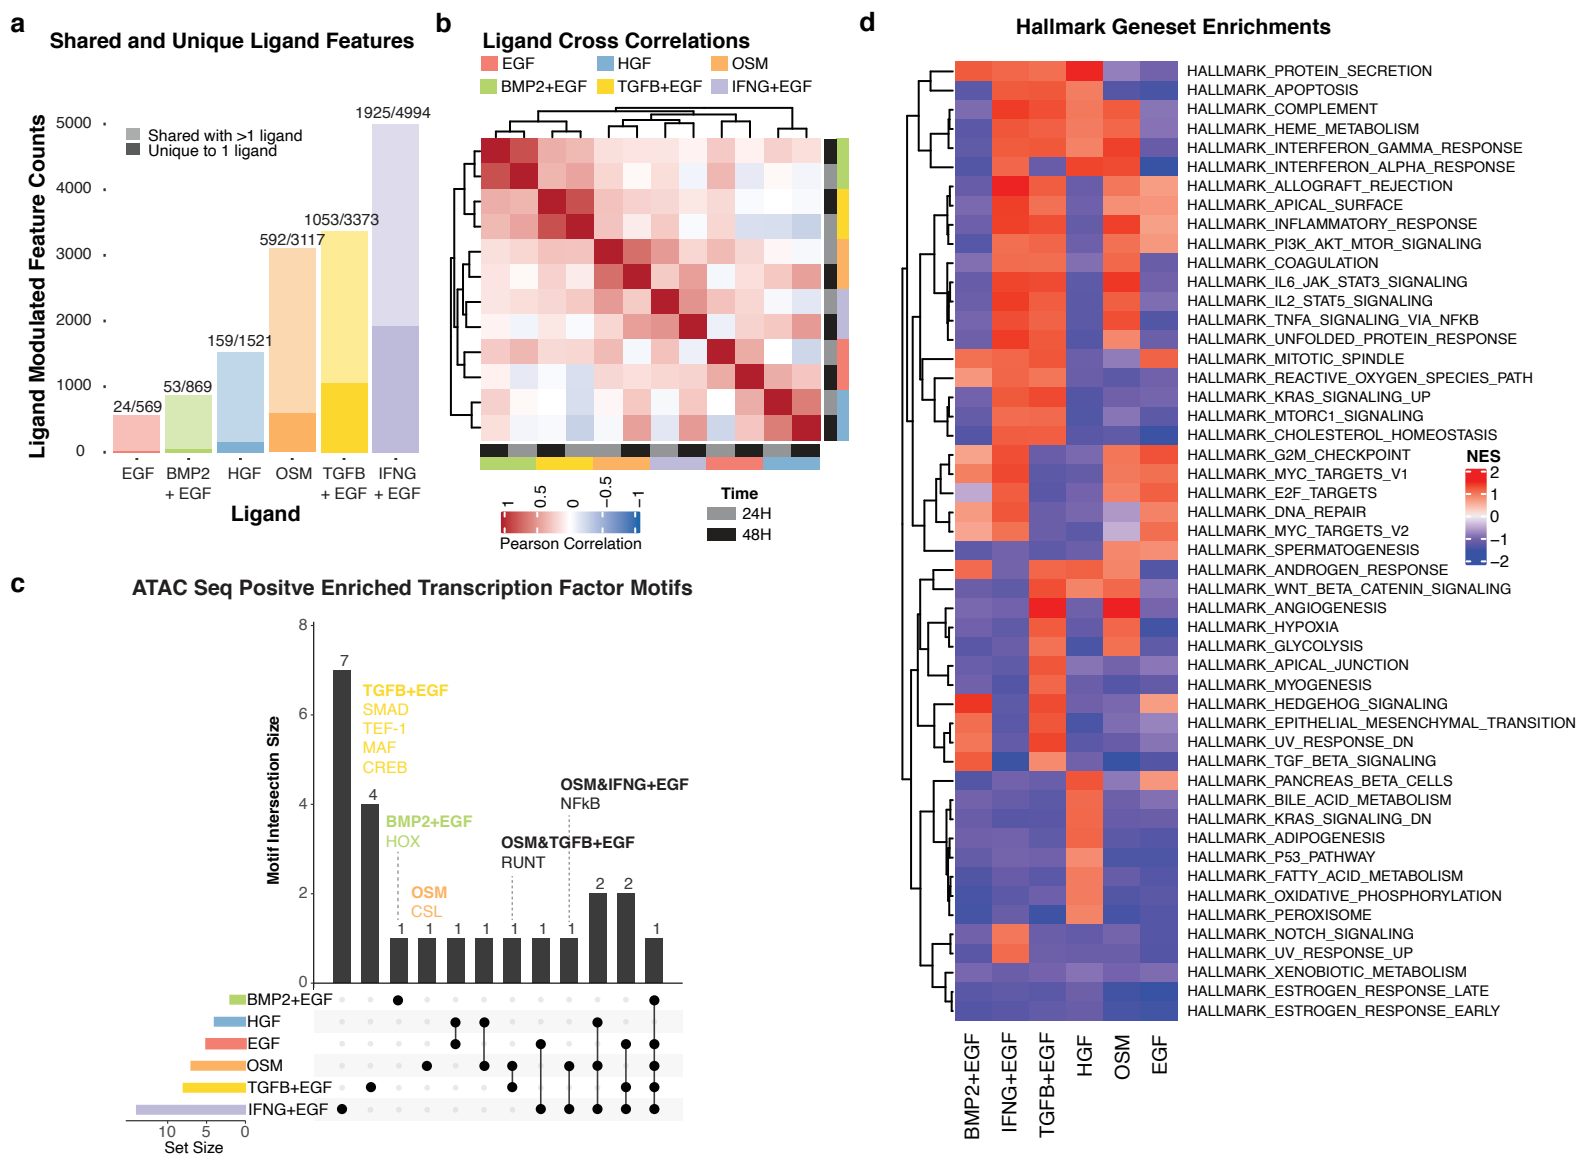 a
Shared and Unique Ligand Features
Ligand Modulated Feature Counts
5000
4000
3000
2000
1000
0
Shared with >1 ligand
Unique to 1 ligand
24/569
53/869
159/1521
592/3117
1053/3373
1925/4994
EGF
BMP2
+ EGF
HGF
OSM
TGFB
+ EGF
IFNG
+ EGF
Ligand
b
Ligand Cross Correlations
EGF
HGF
OSM
BMP2+EGF
TGFB+EGF
IFNG+EGF
1
0.5
0
−0.5
−1
Pearson Correlation
Time
24H
48H
c
ATAC Seq Positve Enriched Transcription Factor Motifs
Motif Intersection Size
8
6
4
2
0
7
4
1
1
1
1
1
1
1
2
2
1
TGFB+EGF
SMAD
TEF-1
MAF
CREB
BMP2+EGF
HOX
OSM
CSL
OSM&TGFB+EGF
RUNT
OSM&IFNG+EGF
NFkB
BMP2+EGF
HGF
EGF
OSM
TGFB+EGF
IFNG+EGF
10
5
0
Set Size
d
Hallmark Geneset Enrichments
HALLMARK_PROTEIN_SECRETION
HALLMARK_APOPTOSIS
HALLMARK_COMPLEMENT
HALLMARK_HEME_METABOLISM
HALLMARK_INTERFERON_GAMMA_RESPONSE
HALLMARK_INTERFERON_ALPHA_RESPONSE
HALLMARK_ALLOGRAFT_REJECTION
HALLMARK_APICAL_SURFACE
HALLMARK_INFLAMMATORY_RESPONSE
HALLMARK_PI3K_AKT_MTOR_SIGNALING
HALLMARK_COAGULATION
HALLMARK_IL6_JAK_STAT3_SIGNALING
HALLMARK_IL2_STAT5_SIGNALING
HALLMARK_TNFA_SIGNALING_VIA_NFKB
HALLMARK_UNFOLDED_PROTEIN_RESPONSE
HALLMARK_MITOTIC_SPINDLE
HALLMARK_REACTIVE_OXYGEN_SPECIES_PATH
HALLMARK_KRAS_SIGNALING_UP
HALLMARK_MTORC1_SIGNALING
HALLMARK_CHOLESTEROL_HOMEOSTASIS
HALLMARK_G2M_CHECKPOINT
HALLMARK_MYC_TARGETS_V1
HALLMARK_E2F_TARGETS
HALLMARK_DNA_REPAIR
HALLMARK_MYC_TARGETS_V2
HALLMARK_SPERMATOGENESIS
HALLMARK_ANDROGEN_RESPONSE
HALLMARK_WNT_BETA_CATENIN_SIGNALING
HALLMARK_ANGIOGENESIS
HALLMARK_HYPOXIA
HALLMARK_GLYCOLYSIS
HALLMARK_APICAL_JUNCTION
HALLMARK_MYOGENESIS
HALLMARK_HEDGEHOG_SIGNALING
HALLMARK_EPITHELIAL_MESENCHYMAL_TRANSITION
HALLMARK_UV_RESPONSE_DN
HALLMARK_TGF_BETA_SIGNALING
HALLMARK_PANCREAS_BETA_CELLS
HALLMARK_BILE_ACID_METABOLISM
HALLMARK_KRAS_SIGNALING_DN
HALLMARK_ADIPOGENESIS
HALLMARK_P53_PATHWAY
HALLMARK_FATTY_ACID_METABOLISM
HALLMARK_OXIDATIVE_PHOSPHORYLATION
HALLMARK_PEROXISOME
HALLMARK_NOTCH_SIGNALING
HALLMARK_UV_RESPONSE_UP
HALLMARK_XENOBIOTIC_METABOLISM
HALLMARK_ESTROGEN_RESPONSE_LATE
HALLMARK_ESTROGEN_RESPONSE_EARLY
NES
2
1
0
−1
−2
BMP2+EGF
IFNG+EGF
TGFB+EGF
HGF
OSM
EGF